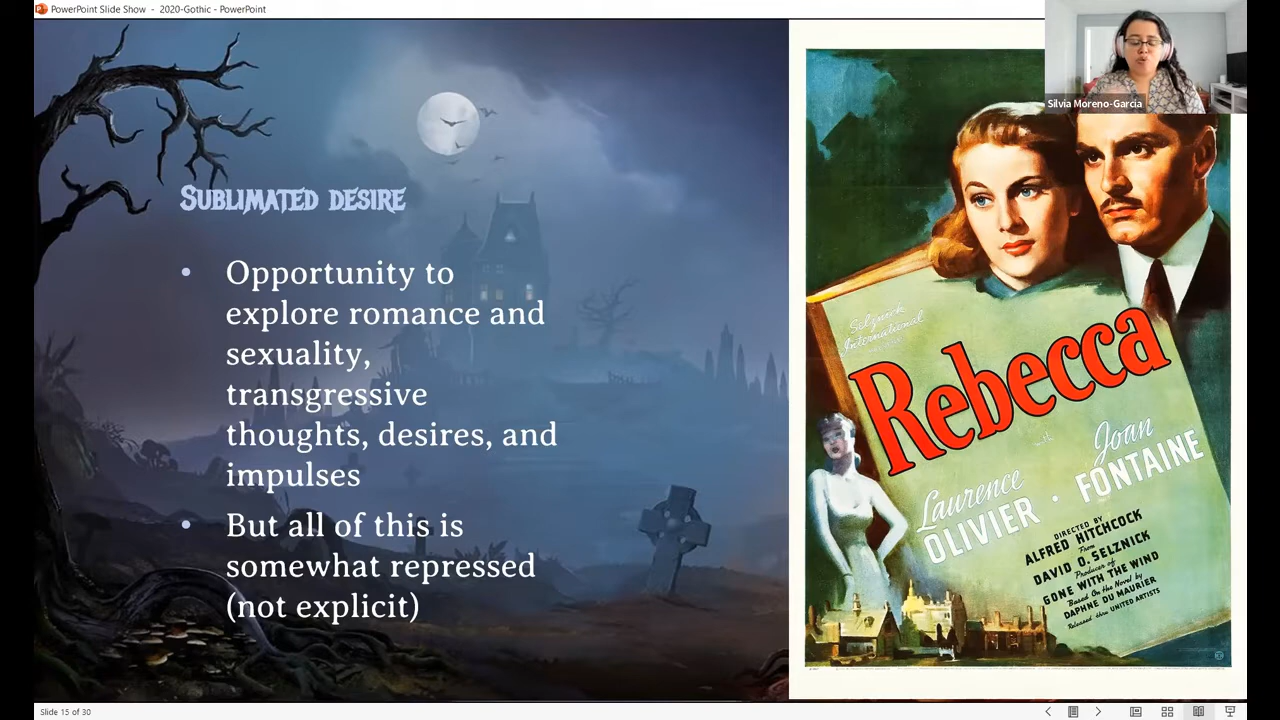 PowerPoint Slide Show - 2020-Gothic - PowerPoint
Silvia Moreno-Garcia
Sublimated desire
• Opportunity to
explore romance and
sexuality,
transgressive
thoughts, desires, and
impulses
• But all of this is
somewhat repressed
(not explicit)
Selznick
International
Rebecca
Laurence
OLIVIER · Joan
FONTAINE
DIRECTED BY
ALFRED HITCHCOCK
From
DAVID O. SELZNICK
Producer of
GONE WITH THE WIND
Based On the Novel by
DAPHNE DU MAURIER
Released thru UNITED ARTISTS
Slide 15 of 30